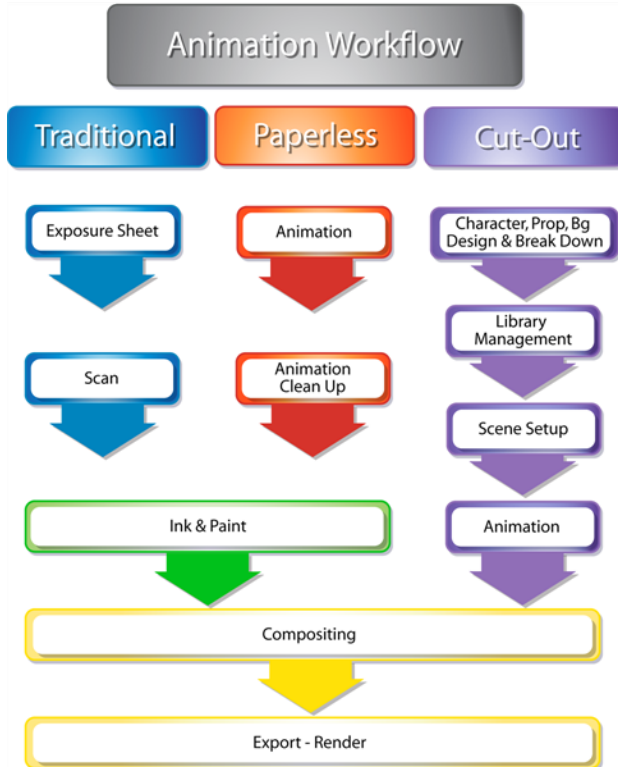 Animation Workflow
Traditional
Paperless
Cut-Out
Exposure Sheet
Animation
Character, Prop, Bg
Design & Break Down
Library
Management
Scan
Animation
Clean Up
Scene Setup
Ink & Paint
Animation
Compositing
Export - Render